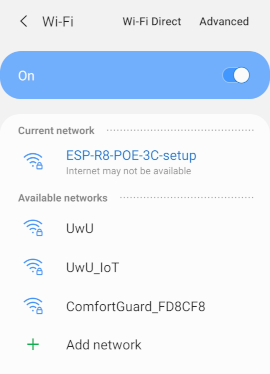 Wi-Fi Wi-Fi Direct Advanced
On
Current network
ESP-R8-POE-3C-setup
Internet may not be available
Available networks
UwU
UwU_IoT
ComfortGuard_FD8CF8
Add network